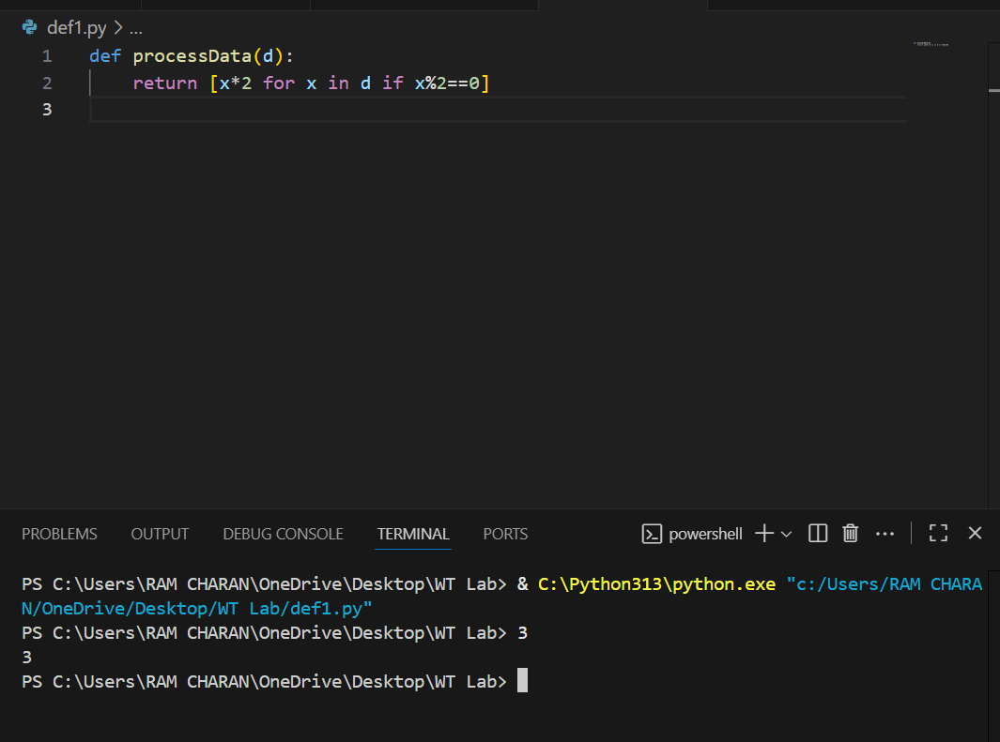 def1.py > ...
1 def processData(d):
2     return [x*2 for x in d if x%2==0]
3
PROBLEMS OUTPUT DEBUG CONSOLE TERMINAL PORTS powershell
PS C:\Users\RAM CHARAN\OneDrive\Desktop\WT Lab> & C:\Python313\python.exe "c:/Users/RAM CHARA
N/OneDrive/Desktop/WT Lab/def1.py"
PS C:\Users\RAM CHARAN\OneDrive\Desktop\WT Lab> 3
3
PS C:\Users\RAM CHARAN\OneDrive\Desktop\WT Lab>